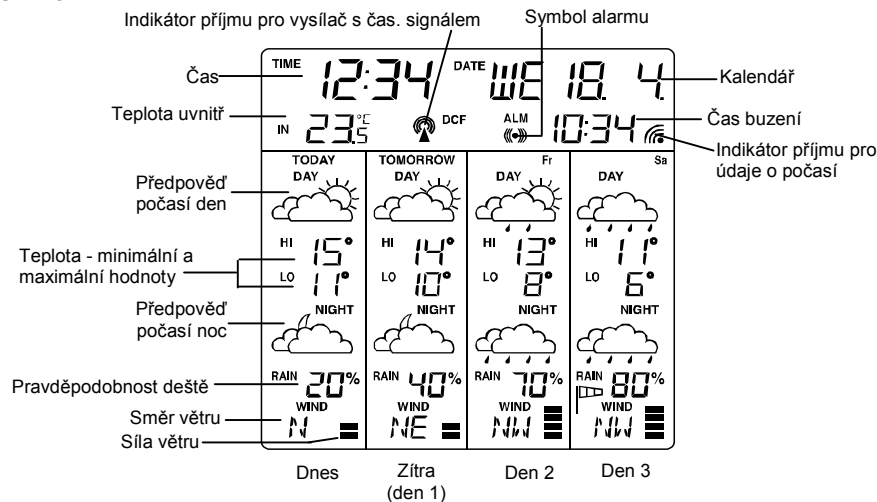 Indikátor příjmu pro vysílač s čas. signálem
Symbol alarmu
TIME 12:34 DATE WE 18. 4.
Čas
Kalendář
Teplota uvnitř
IN 23.5 °C DCF ALM 10:34
Čas buzení
Indikátor příjmu pro
údaje o počasí
TODAY TOMORROW Fr Sa
DAY DAY DAY DAY
Předpověď
počasí den
HI 15° HI 14° HI 13° HI 11°
Teplota - minimální a
maximální hodnoty
LO 11° LO 10° LO 8° LO 6°
NIGHT NIGHT NIGHT NIGHT
Předpověď
počasí noc
Pravděpodobnost deště
RAIN 20% RAIN 40% RAIN 70% RAIN 80%
WIND WIND WIND WIND
Směr větru
N NE NW NW
Síla větru
Dnes Zítra Den 2 Den 3
(den 1)